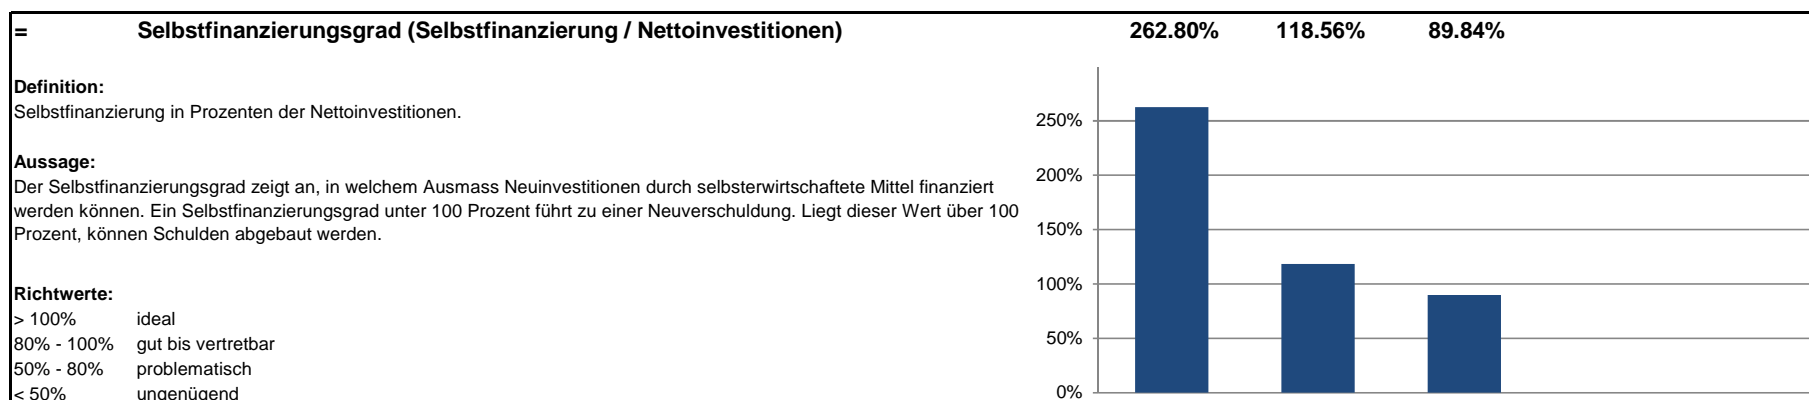 = Selbstfinanzierungsgrad (Selbstfinanzierung / Nettoinvestitionen) 262.80% 118.56% 89.84%
Definition:
Selbstfinanzierung in Prozenten der Nettoinvestitionen.
Aussage:
Der Selbstfinanzierungsgrad zeigt an, in welchem Ausmass Neuinvestitionen durch selbsterwirtschaftete Mittel finanziert
werden können. Ein Selbstfinanzierungsgrad unter 100 Prozent führt zu einer Neuverschuldung. Liegt dieser Wert über 100
Prozent, können Schulden abgebaut werden.
Richtwerte:
> 100% ideal
80% - 100% gut bis vertretbar
50% - 80% problematisch
< 50% ungenügend
250%
200%
150%
100%
50%
0%